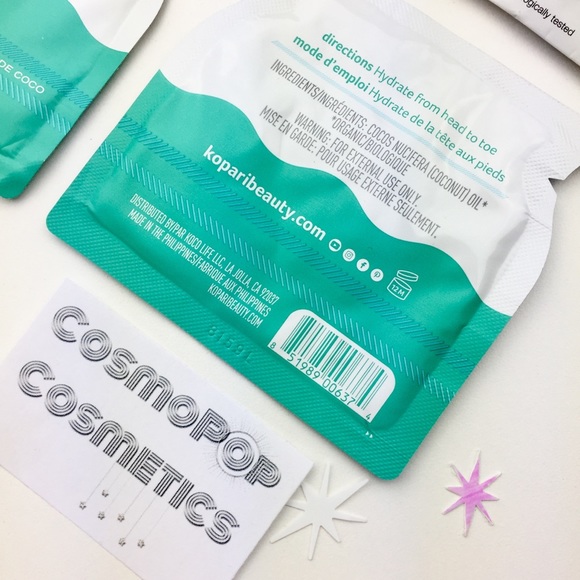 ogically tested
DE COCO
directions Hydrate from head to toe
mode d'emploi Hydrate de la tête aux pieds
INGREDIENTS/INGRÉDIENTS: COCOS NUCIFERA (COCONUT) OIL*
*ORGANIC/BIOLOGIQUE
WARNING: FOR EXTERNAL USE ONLY.
MISE EN GARDE: POUR USAGE EXTERNE SEULEMENT.
koparibeauty.com
DISTRIBUTED BY/PAR KOCO LIFE LLC, LA JOLLA, CA 92037
MADE IN THE PHILIPPINES/FABRIQUE AUX PHILIPPINES
KOPARIBEAUTY.COM
12M
8 51989 00637 4
COSMOPOP
COSMETICS